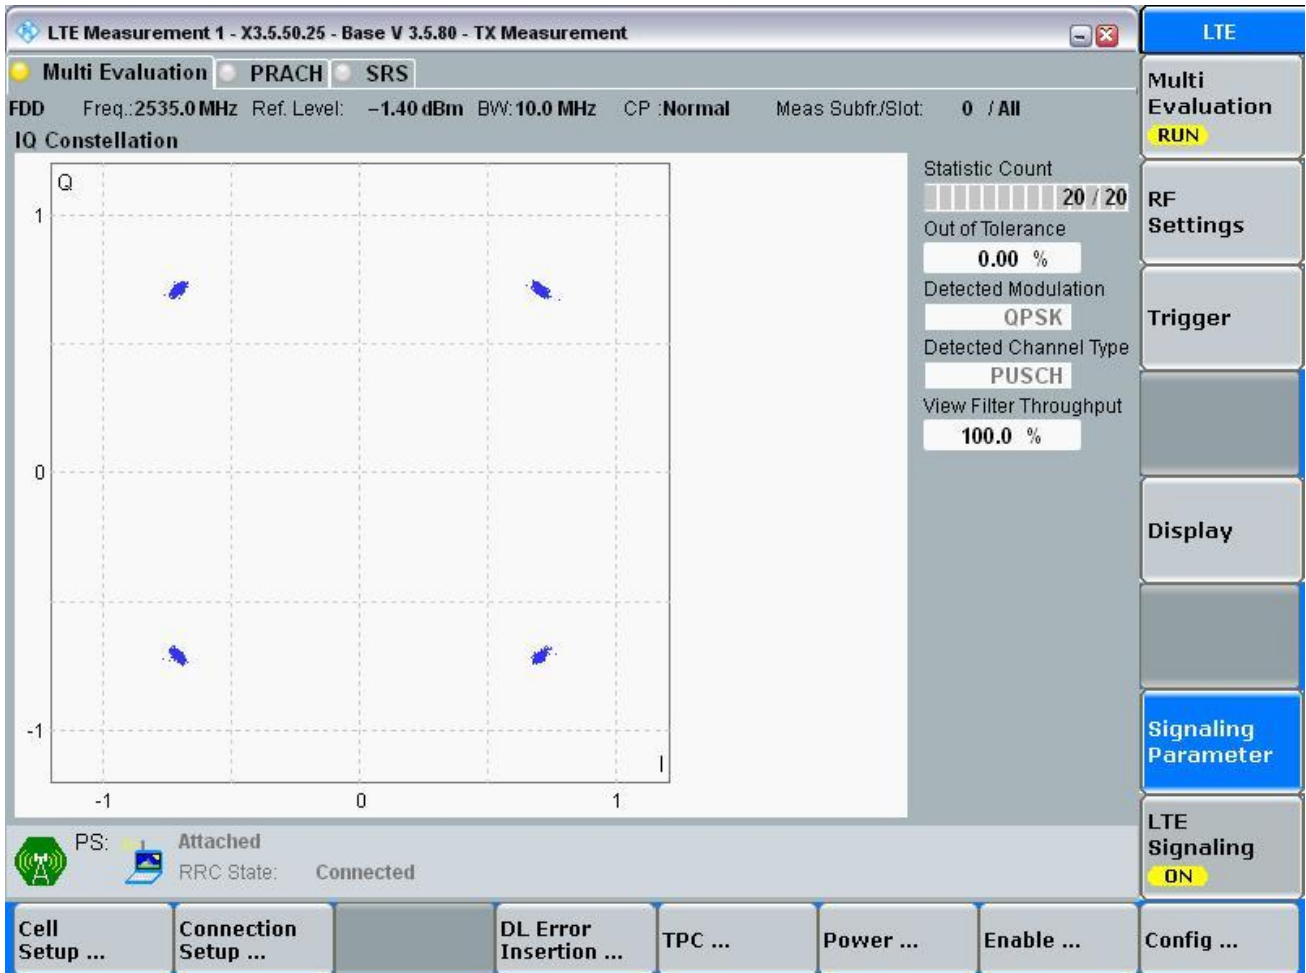 LTE Measurement 1 - X3.5.50.25 - Base V 3.5.80 - TX Measurement
LTE
Multi Evaluation PRACH SRS
FDD Freq.:2535.0 MHz Ref. Level: -1.40 dBm BW:10.0 MHz CP :Normal Meas Subfr./Slot: 0 / All
IQ Constellation
Q
1
0
-1
I
-1 0 1
Statistic Count
20 / 20
Out of Tolerance
0.00 %
Detected Modulation
QPSK
Detected Channel Type
PUSCH
View Filter Throughput
100.0 %
Multi
Evaluation
RUN
RF
Settings
Trigger
Display
Signaling
Parameter
LTE
Signaling
ON
PS: Attached
RRC State: Connected
Cell
Setup ...
Connection
Setup ...
DL Error
Insertion ...
TPC ...
Power ...
Enable ...
Config ...